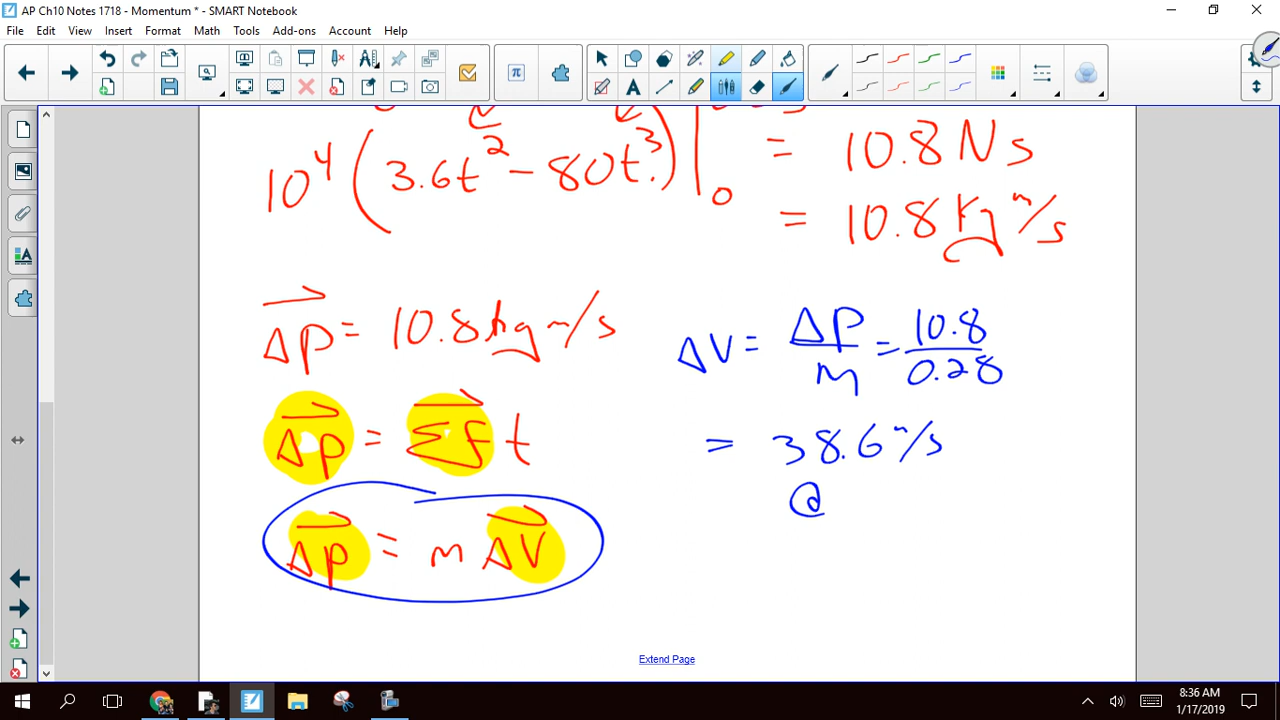 AP Ch10 Notes 1718 - Momentum * - SMART Notebook
File Edit View Insert Format Math Tools Add-ons Account Help
10⁴ (3.6t² - 80t³.)|₀
= 10.8 N s
= 10.8 Kg m/s
Δp = 10.8 kg m/s
ΔV = Δp/m = 10.8/0.28
Δp = ΣF t
= 38.6 m/s
@
Δp = m ΔV
Extend Page
8:36 AM
1/17/2019